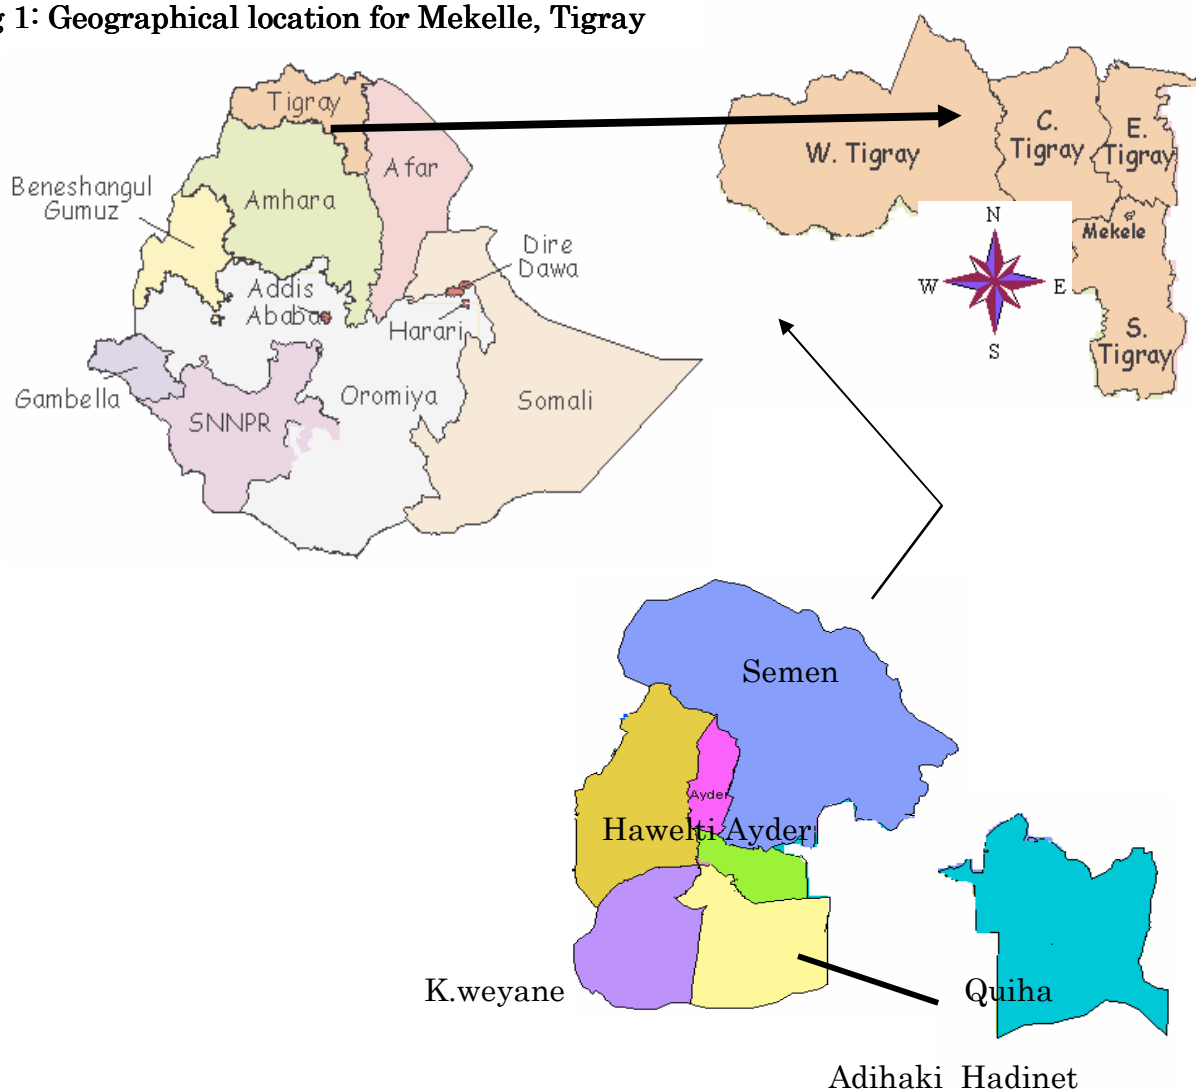 g 1: Geographical location for Mekelle, Tigray
Tigray
Afar
Beneshangul
Gumuz
Amhara
Dire
Dawa
Addis
Ababa
Harari
Gambella
Oromiya
Somali
SNNPR
W. Tigray
C.
Tigray
E.
Tigray
Mekele
S.
Tigray
N
W
E
S
Semen
Ayder
Hawelti Ayder
K.weyane
Quiha
Adihaki Hadinet